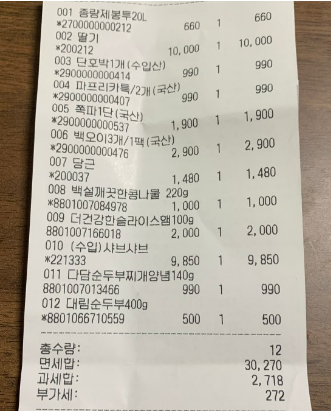 001 종량제봉투20L
*2700000000212 660 1 660
002 딸기
*200212 10,000 1 10,000
003 단호박1개(수입산)
*2900000000414 990 1 990
004 파프리카특/2개(국산)
*2900000000407 990 1 990
005 쪽파1단(국산)
*2900000000537 1,900 1 1,900
006 백오이3개/1팩(국산)
*2900000000476 2,900 1 2,900
007 당근
*200037 1,480 1 1,480
008 백설깨끗한콩나물 220g
*8801007084978 1,000 1 1,000
009 더건강한슬라이스햄100g
8801007166018 2,000 1 2,000
010 (수입)샤브샤브
*221333 9,850 1 9,850
011 다담순두부찌개양념140g
8801007013466 990 1 990
012 대림순두부400g
*8801066710559 500 1 500
총수량: 12
면세합: 30,270
과세합: 2,718
부가세: 272